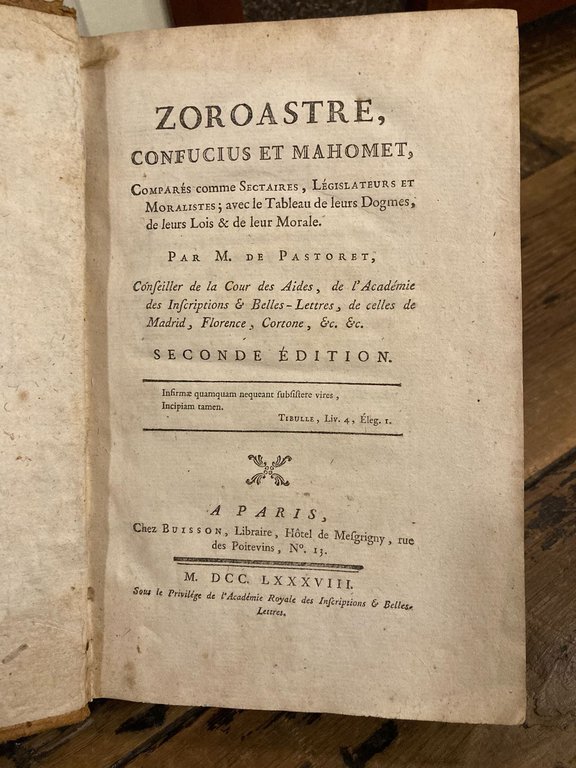 ZOROASTRE,
CONFUCIUS ET MAHOMET,
COMPARÉS comme SECTAIRES, LÉGISLATEURS ET
MORALISTES; avec le Tableau de leurs Dogmes,
de leurs Lois & de leur Morale.
PAR M. DE PASTORET,
Conſeiller de la Cour des Aides, de l'Académie
des Inſcriptions & Belles-Lettres, de celles de
Madrid, Florence, Cortone, &c. &c.
SECONDE ÉDITION.
Infirmæ quamquam nequeant ſubſiſtere vires,
Incipiam tamen.
TIBULLE, Liv. 4, Éleg. 1.
A PARIS,
Chez BUISSON, Libraire, Hôtel de Meſgrigny, rue
des Poitevins, N°. 13.
M. DCC. LXXXVIII.
Sous le Privilége de l'Académie Royale des Inſcriptions & Belles-
Lettres.